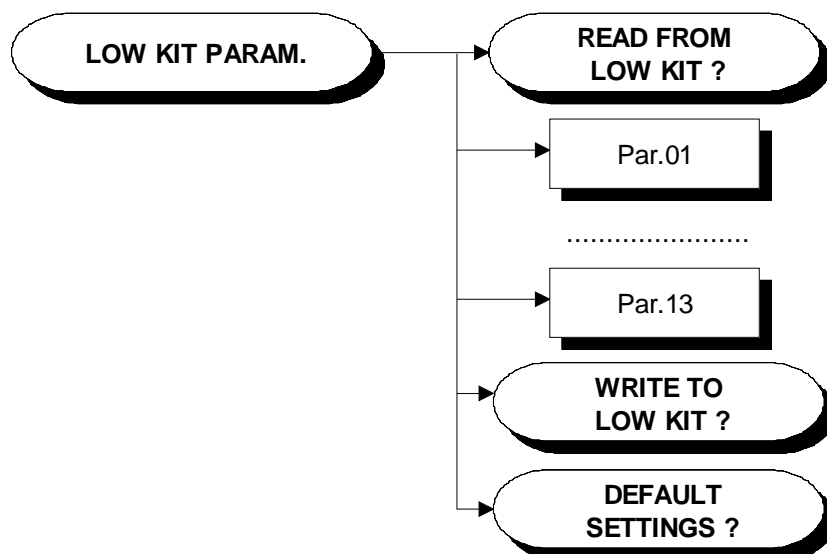 LOW KIT PARAM.
READ FROM
LOW KIT ?
Par.01
.......................
Par.13
WRITE TO
LOW KIT ?
DEFAULT
SETTINGS ?